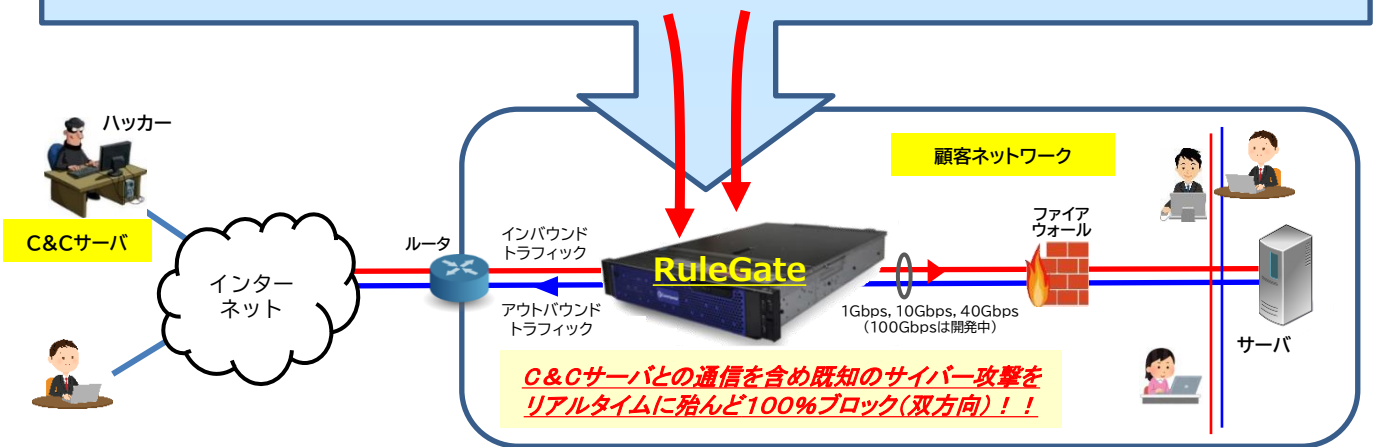 ハッカー
C&Cサーバ
インター
ネット
ルータ
インバウンド
トラフィック
アウトバウンド
トラフィック
RuleGate
顧客ネットワーク
ファイア
ウォール
1Gbps, 10Gbps, 40Gbps
(100Gbpsは開発中)
サーバ
C&Cサーバとの通信を含め既知のサイバー攻撃を
リアルタイムに殆んど100%ブロック(双方向)!!